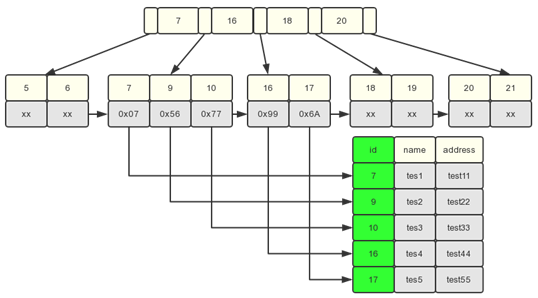 7 16 18 20
5 6 7 9 10 16 17 18 19 20 21
xx xx 0x07 0x56 0x77 0x99 0x6A xx xx xx xx
id name address
7 tes1 test11
9 tes2 test22
10 tes3 test33
16 tes4 test44
17 tes5 test55